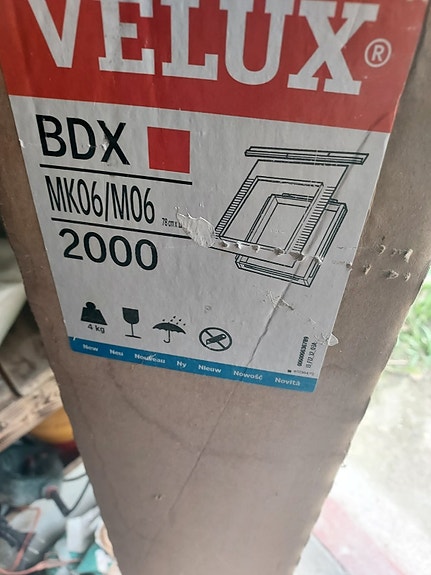 VELUX®
BDX
MK06/M06
78 cm x
2000
4 kg
New Neu Nouveau Ny Nieuw Nowość Novità